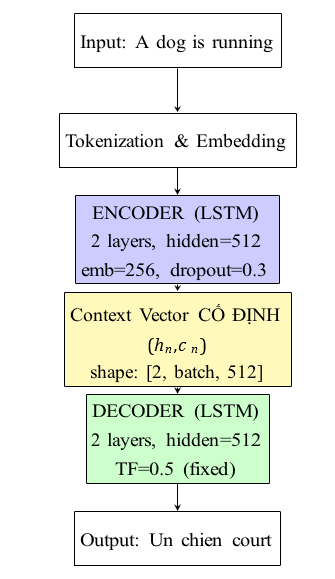 Input: A dog is running
Tokenization & Embedding
ENCODER (LSTM)
2 layers, hidden=512
emb=256, dropout=0.3
Context Vector CỐ ĐỊNH
(hₙ,cₙ)
shape: [2, batch, 512]
DECODER (LSTM)
2 layers, hidden=512
TF=0.5 (fixed)
Output: Un chien court